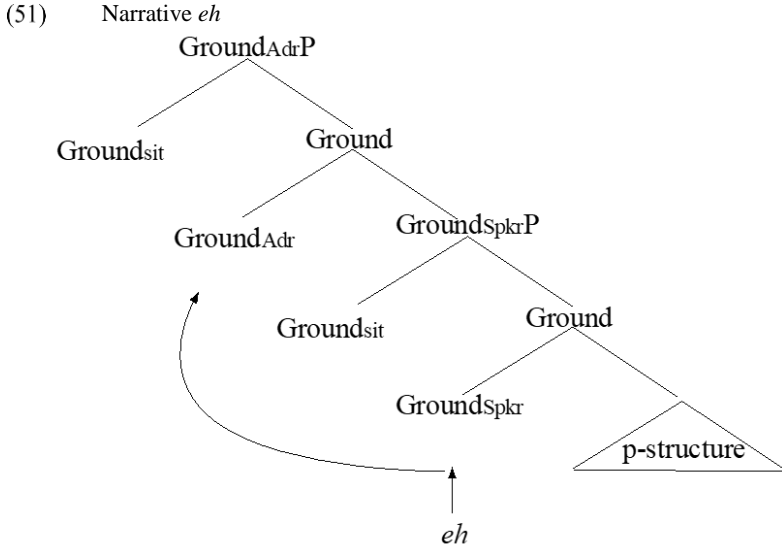 (51) Narrative eh
GroundAdrP
Groundsit Ground
GroundAdr GroundSpkrP
Groundsit Ground
GroundSpkr
p-structure
eh